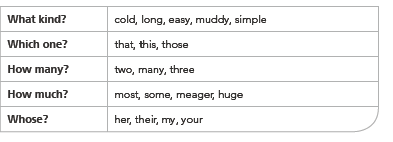 What kind? cold, long, easy, muddy, simple
Which one? that, this, those
How many? two, many, three
How much? most, some, meager, huge
Whose? her, their, my, your